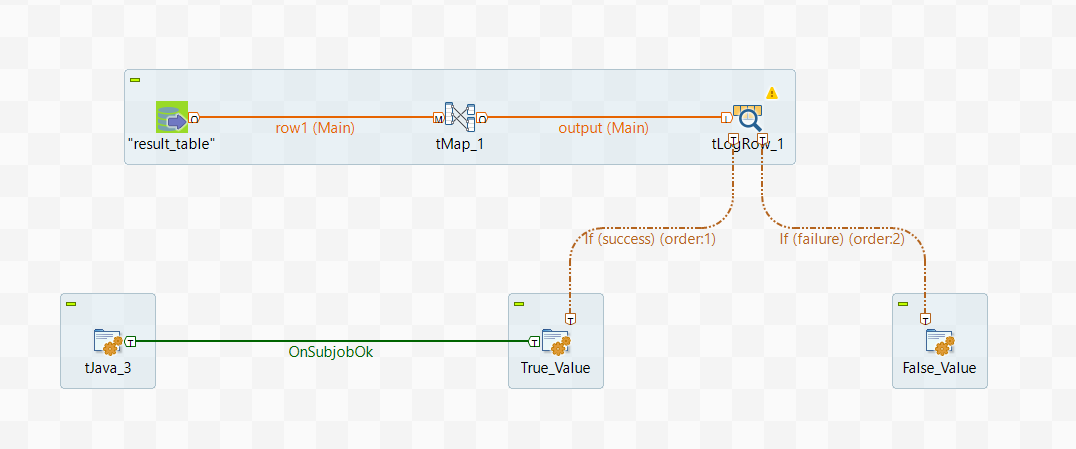 O
row1 (Main)
M
O
output (Main)
I
"result_table"
tMap_1
tLogRow_1
T
T
If (success) (order:1)
If (failure) (order:2)
T
T
T
OnSubjobOk
T
tJava_3
True_Value
False_Value